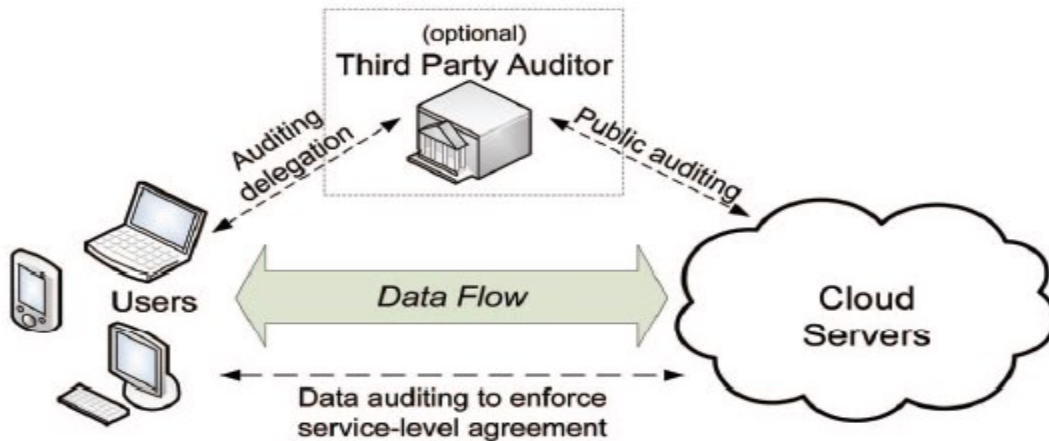 (optional)
Third Party Auditor
Auditing
delegation
Public auditing
Users
Data Flow
Cloud
Servers
Data auditing to enforce
service-level agreement